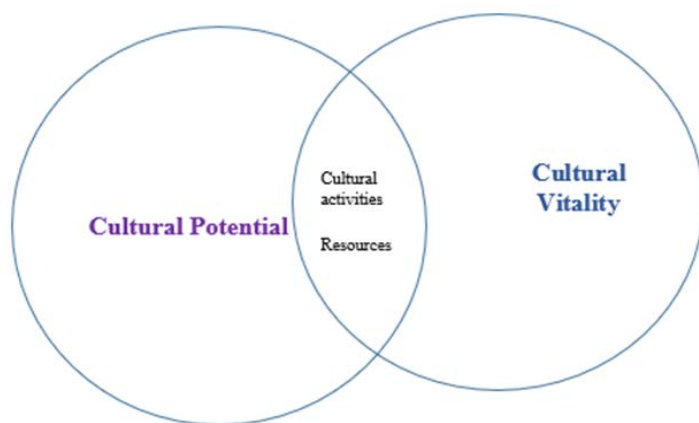 Cultural Potential
Cultural
activities
Resources
Cultural
Vitality